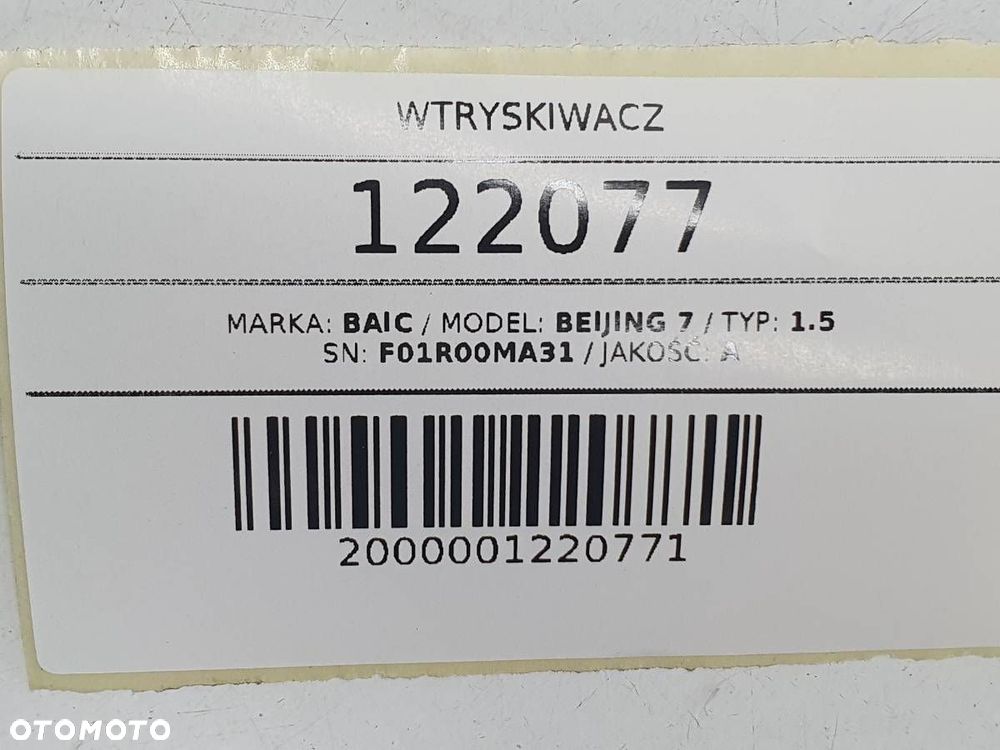 WTRYSKIWACZ
122077
MARKA: BAIC / MODEL: BEIJING 7 / TYP: 1.5
SN: F01R00MA31 / JAKOŚĆ: A
2000001220771
OTOMOTO